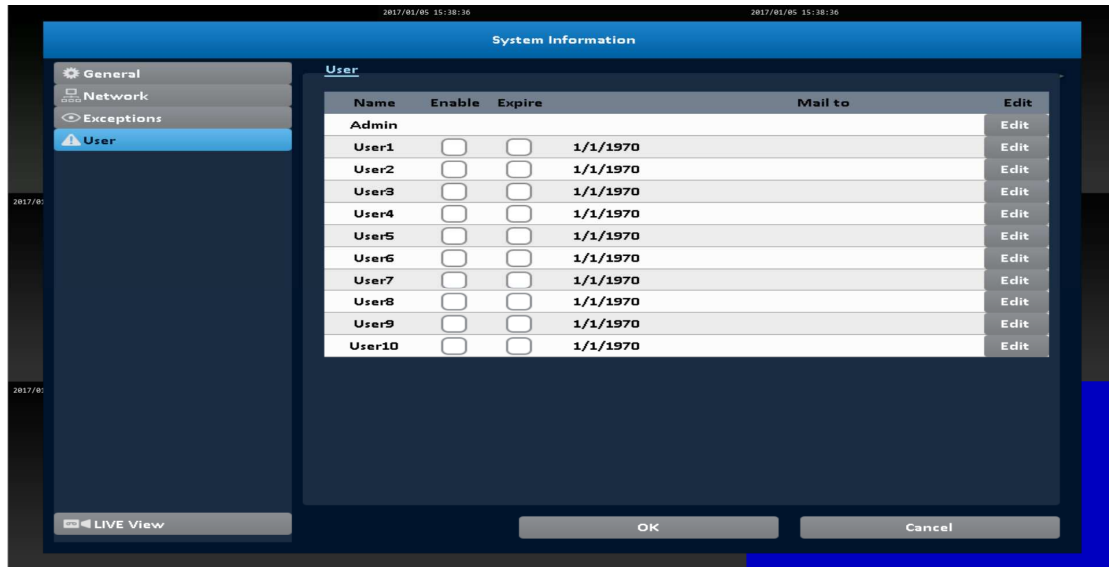 2017/01/05 15:38:36 2017/01/05 15:38:36
System Information
General
Network
Exceptions
User
User
Name Enable Expire Mail to Edit
Admin Edit
User1 1/1/1970 Edit
User2 1/1/1970 Edit
User3 1/1/1970 Edit
User4 1/1/1970 Edit
User5 1/1/1970 Edit
User6 1/1/1970 Edit
User7 1/1/1970 Edit
User8 1/1/1970 Edit
User9 1/1/1970 Edit
User10 1/1/1970 Edit
2017/01
2017/01
LIVE View
OK Cancel